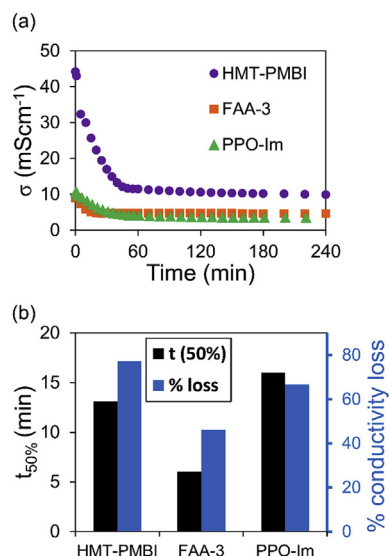 (a)
50
40
30
20
10
0
σ (mScm-1)
HMT-PMBI
FAA-3
PPO-Im
0 60 120 180 240
Time (min)
(b)
20
15
10
5
0
t50% (min)
t (50%)
% loss
80
60
40
20
0
% conductivity loss
HMT-PMBI FAA-3 PPO-Im